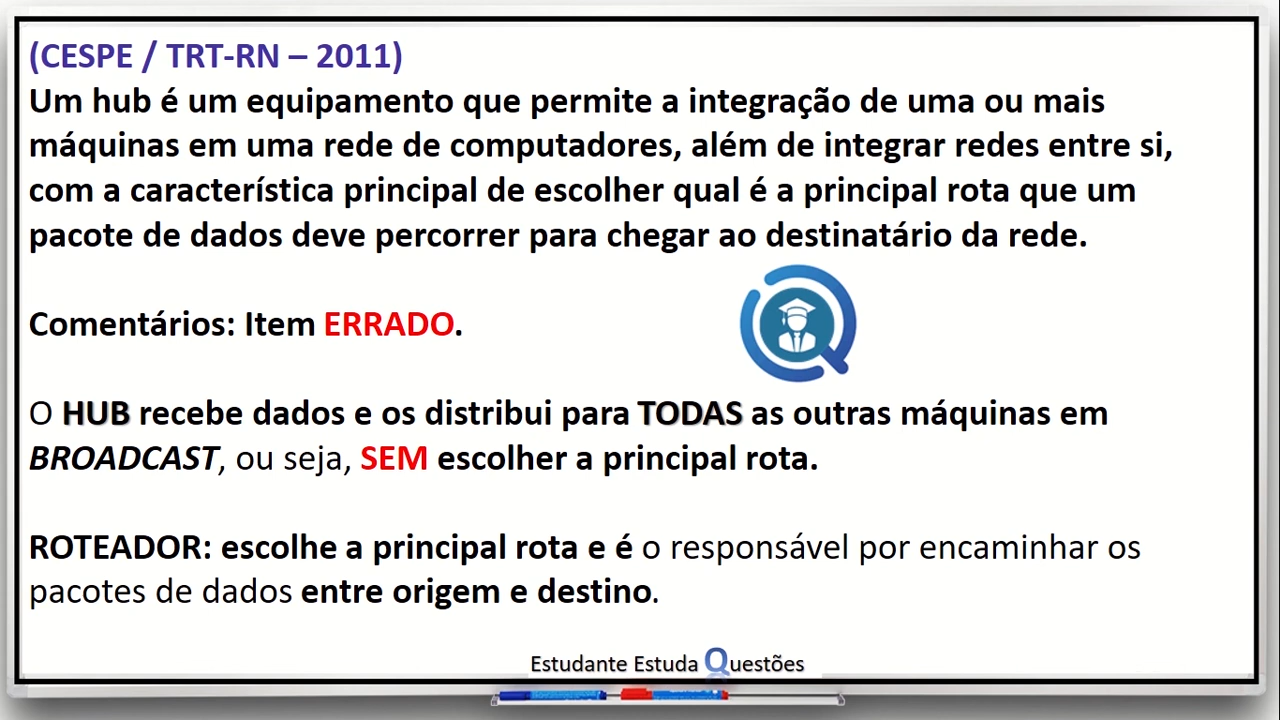 (CESPE / TRT-RN – 2011)
Um hub é um equipamento que permite a integração de uma ou mais
máquinas em uma rede de computadores, além de integrar redes entre si,
com a característica principal de escolher qual é a principal rota que um
pacote de dados deve percorrer para chegar ao destinatário da rede.
Comentários: Item ERRADO.
O HUB recebe dados e os distribui para TODAS as outras máquinas em
BROADCAST, ou seja, SEM escolher a principal rota.
ROTEADOR: escolhe a principal rota e é o responsável por encaminhar os
pacotes de dados entre origem e destino.
Estudante Estuda Questões